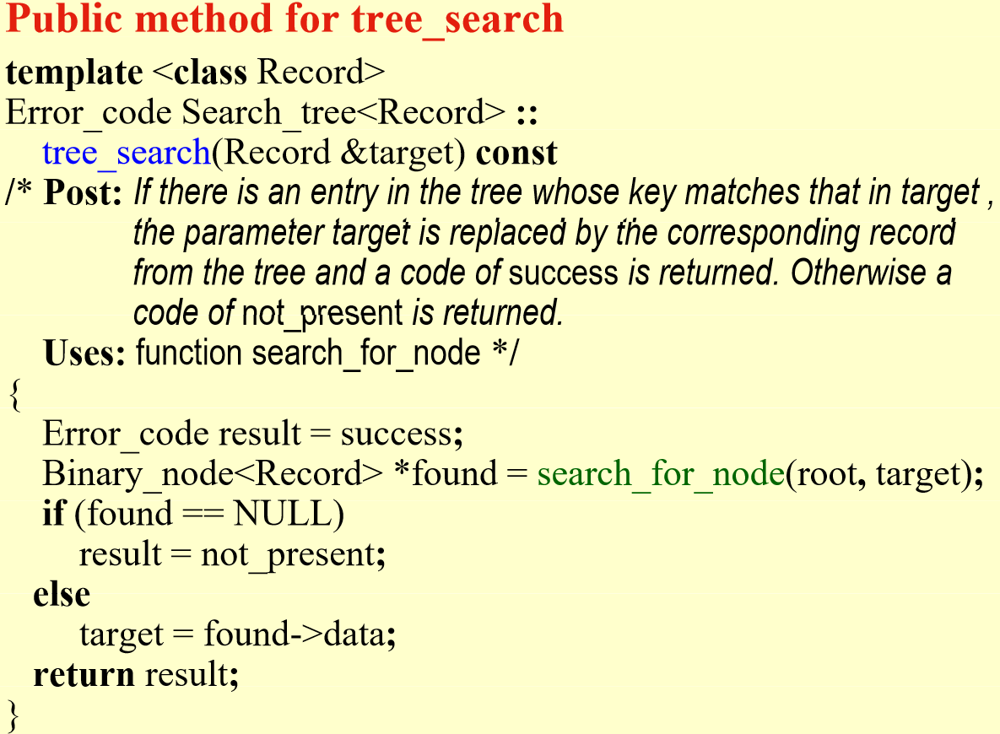 Public method for tree_search
template <class Record>
Error_code Search_tree<Record> ::
tree_search(Record &target) const
/* Post: If there is an entry in the tree whose key matches that in target ,
the parameter target is replaced by the corresponding record
from the tree and a code of success is returned. Otherwise a
code of not_present is returned.
Uses: function search_for_node */
{
Error_code result = success;
Binary_node<Record> *found = search_for_node(root, target);
if (found == NULL)
result = not_present;
else
target = found->data;
return result;
}